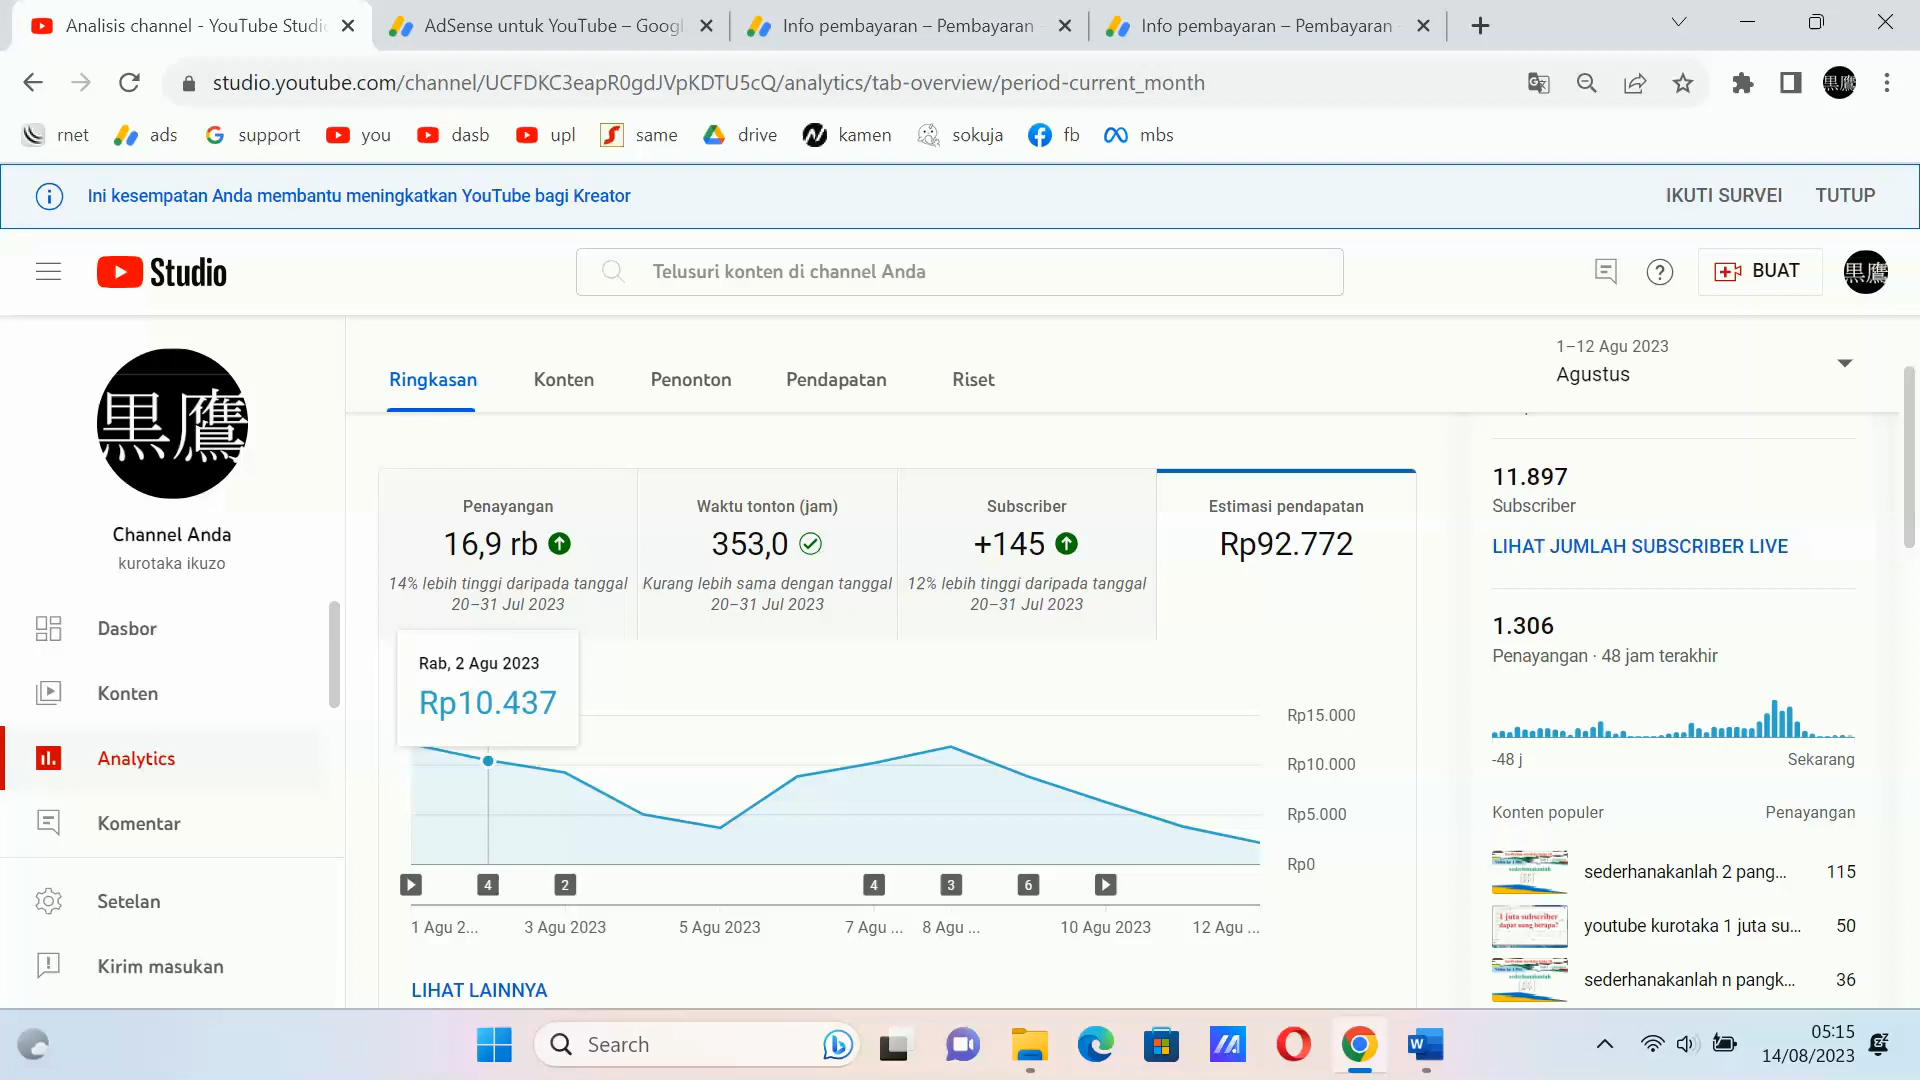 Analisis channel - YouTube Studio
AdSense untuk YouTube – Googl
Info pembayaran – Pembayaran -
Info pembayaran – Pembayaran -
studio.youtube.com/channel/UCFDKC3eapR0gdJVpKDTU5cQ/analytics/tab-overview/period-current_month
rnet ads support you dasb upl same drive kamen sokuja fb mbs
Ini kesempatan Anda membantu meningkatkan YouTube bagi Kreator
IKUTI SURVEI TUTUP
Studio
Telusuri konten di channel Anda
BUAT
黒鷹
黒鷹
Channel Anda
kurotaka ikuzo
Dasbor
Konten
Analytics
Komentar
Setelan
Kirim masukan
Ringkasan Konten Penonton Pendapatan Riset
1–12 Agu 2023
Agustus
Penayangan
16,9 rb
14% lebih tinggi daripada tanggal
20–31 Jul 2023
Waktu tonton (jam)
353,0
Kurang lebih sama dengan tanggal
20–31 Jul 2023
Subscriber
+145
12% lebih tinggi daripada tanggal
20–31 Jul 2023
Estimasi pendapatan
Rp92.772
Rab, 2 Agu 2023
Rp10.437
Rp15.000
Rp10.000
Rp5.000
Rp0
4 2 4 3 6
1 Agu 2... 3 Agu 2023 5 Agu 2023 7 Agu ... 8 Agu ... 10 Agu 2023 12 Agu ...
LIHAT LAINNYA
11.897
Subscriber
LIHAT JUMLAH SUBSCRIBER LIVE
1.306
Penayangan · 48 jam terakhir
-48 j Sekarang
Konten populer Penayangan
sederhanakanlah 2 pang... 115
1 juta subscriber
dapat uang berapa?
youtube kurotaka 1 juta su... 50
sederhanakanlah n pangk... 36
Search
05:15
14/08/2023